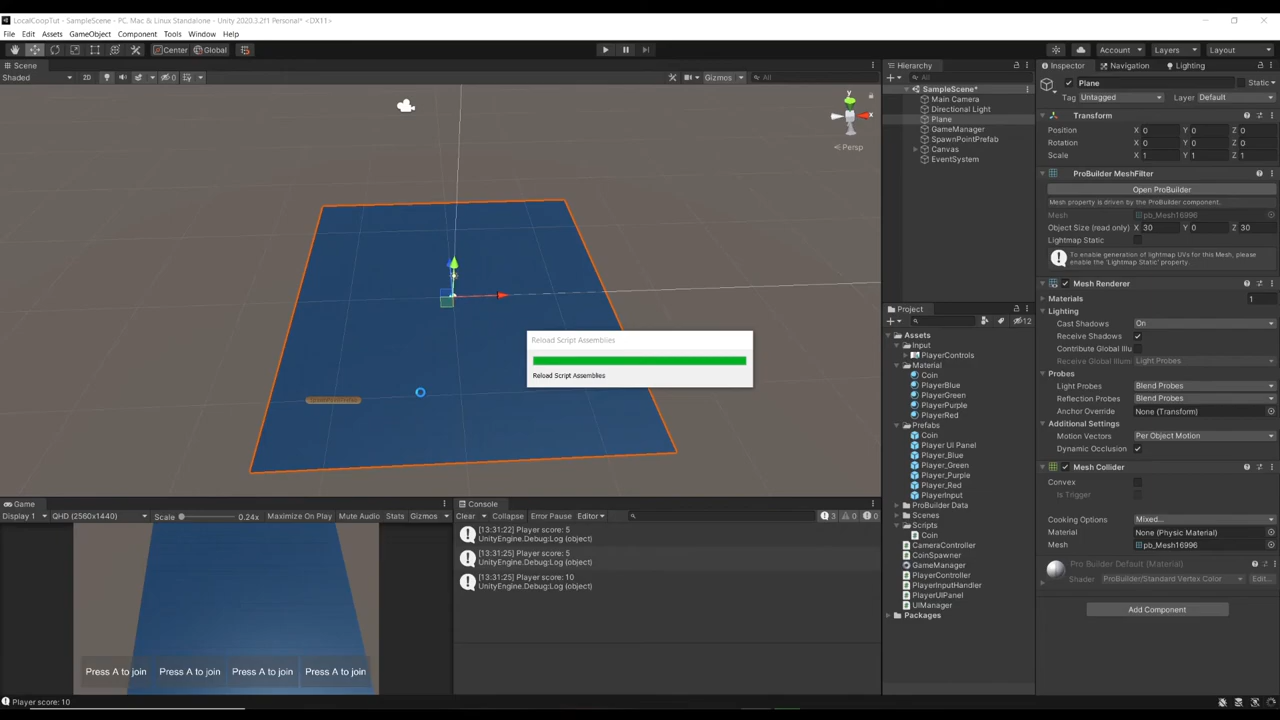 LocalCoopTut - SampleScene - PC, Mac & Linux Standalone - Unity 2020.3.2f1 Personal* <DX11>
File Edit Assets GameObject Component Tools Window Help
Center Global Account Layers Layout
Scene
Shaded 2D 0 Gizmos All
y
x
Persp
Reload Script Assemblies
Reload Script Assemblies
Game
Display 1 QHD (2560x1440) Scale 0.24x Maximize On Play Mute Audio Stats Gizmos
Press A to join Press A to join Press A to join Press A to join
Console
Clear Collapse Error Pause Editor 3 0 0
[13:31:22] Player score: 5
UnityEngine.Debug:Log (object)
[13:31:25] Player score: 5
UnityEngine.Debug:Log (object)
[13:31:25] Player score: 10
UnityEngine.Debug:Log (object)
Player score: 10
Hierarchy
All
SampleScene*
Main Camera
Directional Light
Plane
GameManager
SpawnPointPrefab
Canvas
EventSystem
Project
12
Assets
Input
PlayerControls
Material
Coin
PlayerBlue
PlayerGreen
PlayerPurple
PlayerRed
Prefabs
Coin
Player UI Panel
Player_Blue
Player_Green
Player_Purple
Player_Red
PlayerInput
ProBuilder Data
Scenes
Scripts
Coin
CameraController
CoinSpawner
GameManager
PlayerController
PlayerInputHandler
PlayerUIPanel
UIManager
Packages
Inspector Navigation Lighting
Plane Static
Tag Untagged Layer Default
Transform
Position X 0 Y 0 Z 0
Rotation X 0 Y 0 Z 0
Scale X 1 Y 1 Z 1
ProBuilder MeshFilter
Open ProBuilder
Mesh property is driven by the ProBuilder component.
Mesh pb_Mesh16996
Object Size (read only) X 30 Y 0 Z 30
Lightmap Static
To enable generation of lightmap UVs for this Mesh, please
enable the 'Lightmap Static' property.
Mesh Renderer
Materials 1
Lighting
Cast Shadows On
Receive Shadows
Contribute Global Illum
Receive Global Illum Light Probes
Probes
Light Probes Blend Probes
Reflection Probes Blend Probes
Anchor Override None (Transform)
Additional Settings
Motion Vectors Per Object Motion
Dynamic Occlusion
Mesh Collider
Convex
Is Trigger
Cooking Options Mixed...
Material None (Physic Material)
Mesh pb_Mesh16996
Pro Builder Default (Material)
Shader ProBuilder/Standard Vertex Color Edit...
Add Component